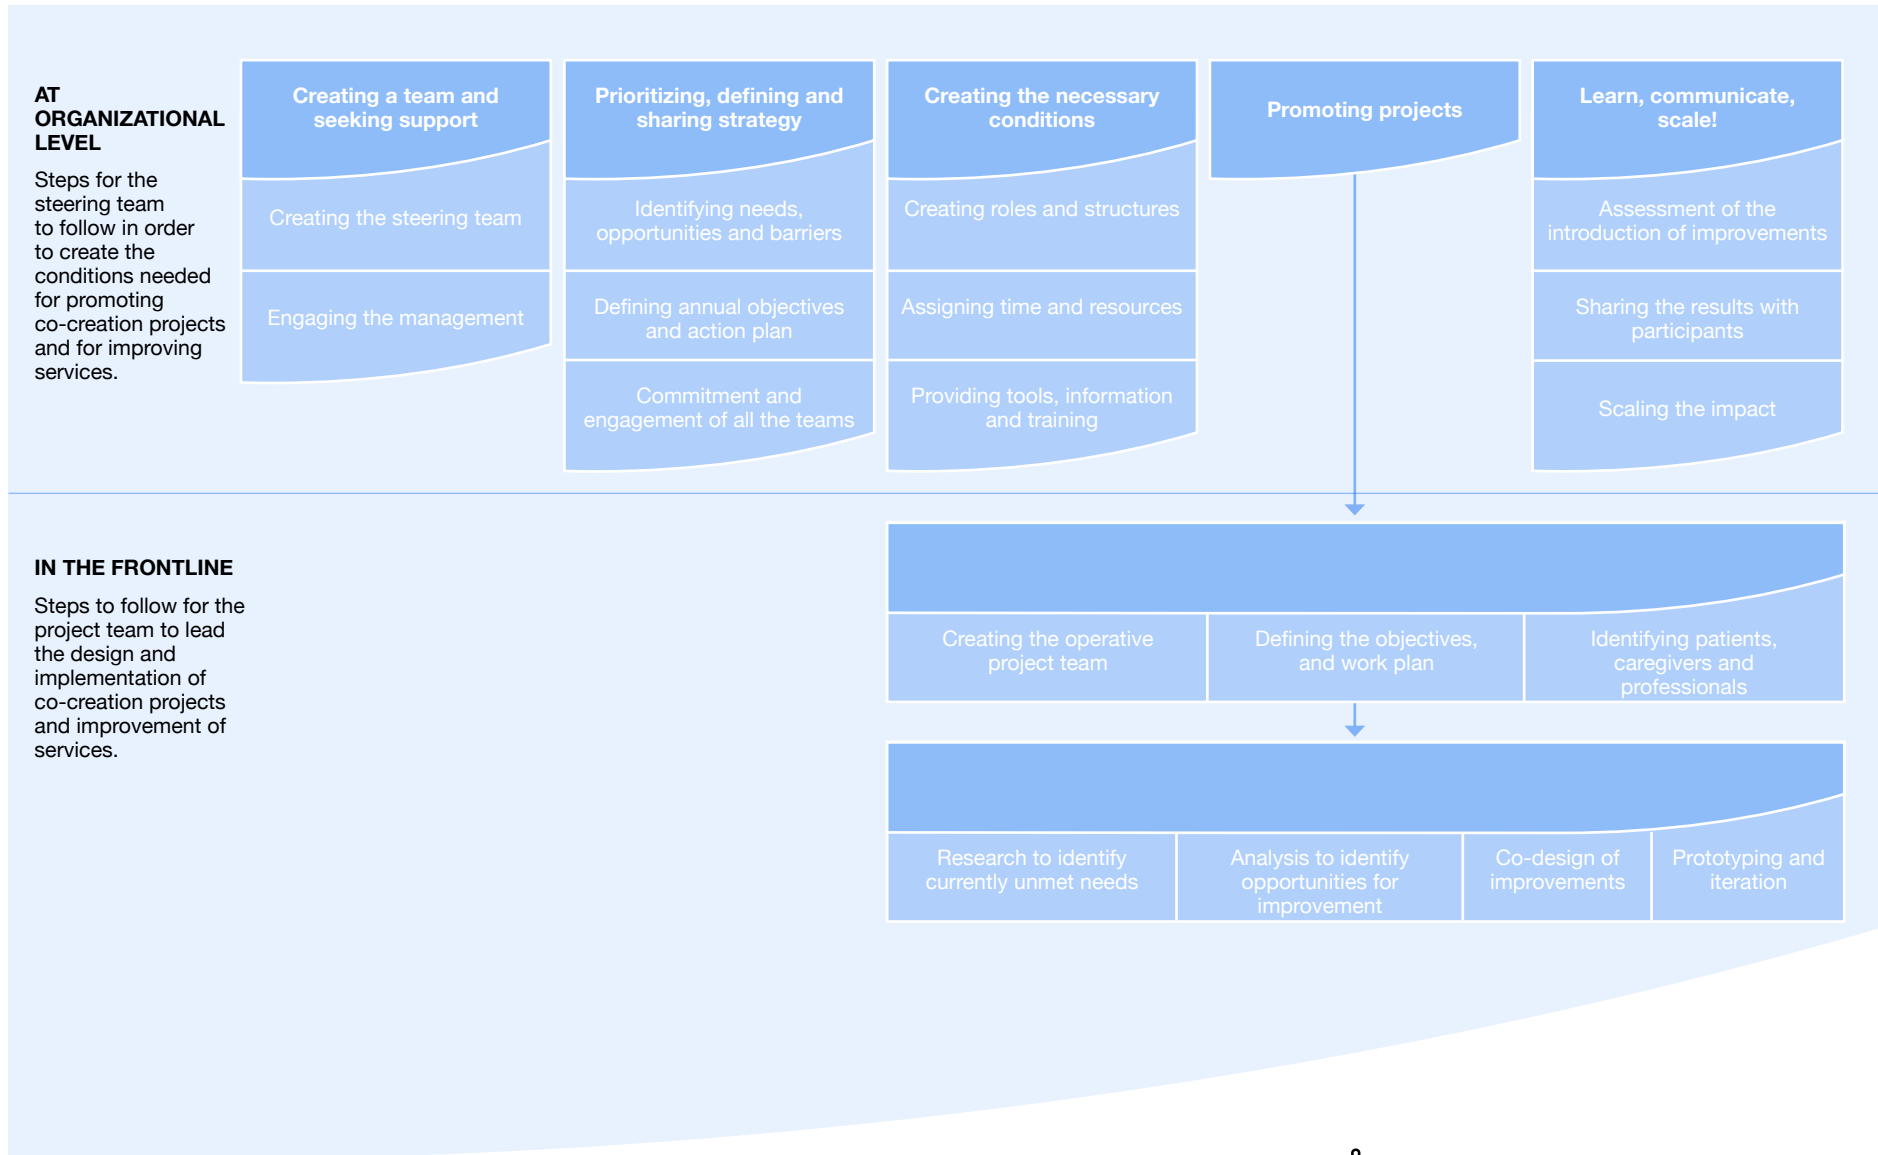 AT
ORGANIZATIONAL
LEVEL
Steps for the
steering team
to follow in order
to create the
conditions needed
for promoting
co-creation projects
and for improving
services.
Creating a team and
seeking support
Creating the steering team
Engaging the management
Prioritizing, defining and
sharing strategy
Identifying needs,
opportunities and barriers
Defining annual objectives
and action plan
Commitment and
engagement of all the teams
Creating the necessary
conditions
Creating roles and structures
Assigning time and resources
Providing tools, information
and training
Promoting projects
Learn, communicate,
scale!
Assessment of the
introduction of improvements
Sharing the results with
participants
Scaling the impact
IN THE FRONTLINE
Steps to follow for the
project team to lead
the design and
implementation of
co-creation projects
and improvement of
services.
Creating the operative
project team
Defining the objectives,
and work plan
Identifying patients,
caregivers and
professionals
Research to identify
currently unmet needs
Analysis to identify
opportunities for
improvement
Co-design of
improvements
Prototyping and
iteration